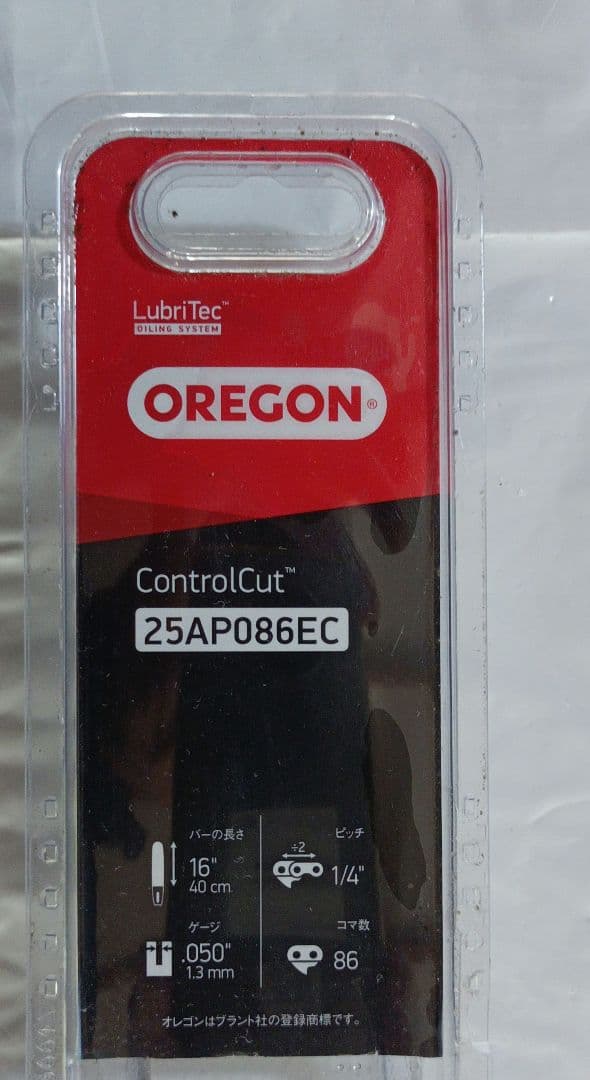 LubriTec™
OILING SYSTEM
OREGON®
ControlCut™
25AP086EC
バーの長さ
16"
40 cm
ピッチ
÷2
1/4"
ゲージ
.050"
1.3 mm
コマ数
86
オレゴンはブラント社の登録商標です。